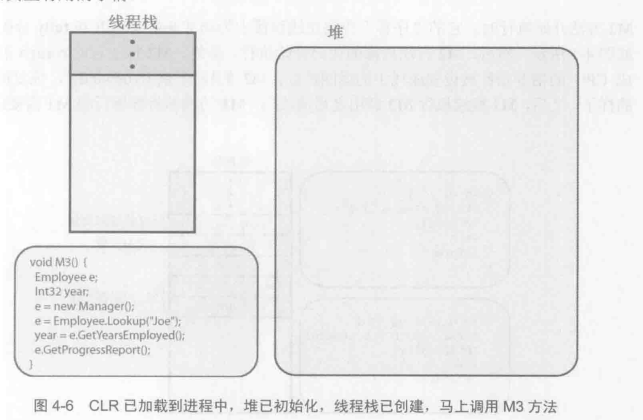 线程栈
堆
void M3() {
Employee e;
Int32 year;
e = new Manager();
e = Employee.Lookup("Joe");
year = e.GetYearsEmployed();
e.GetProgressReport();
}
图 4-6 CLR 已加载到进程中，堆已初始化，线程栈已创建，马上调用 M3 方法